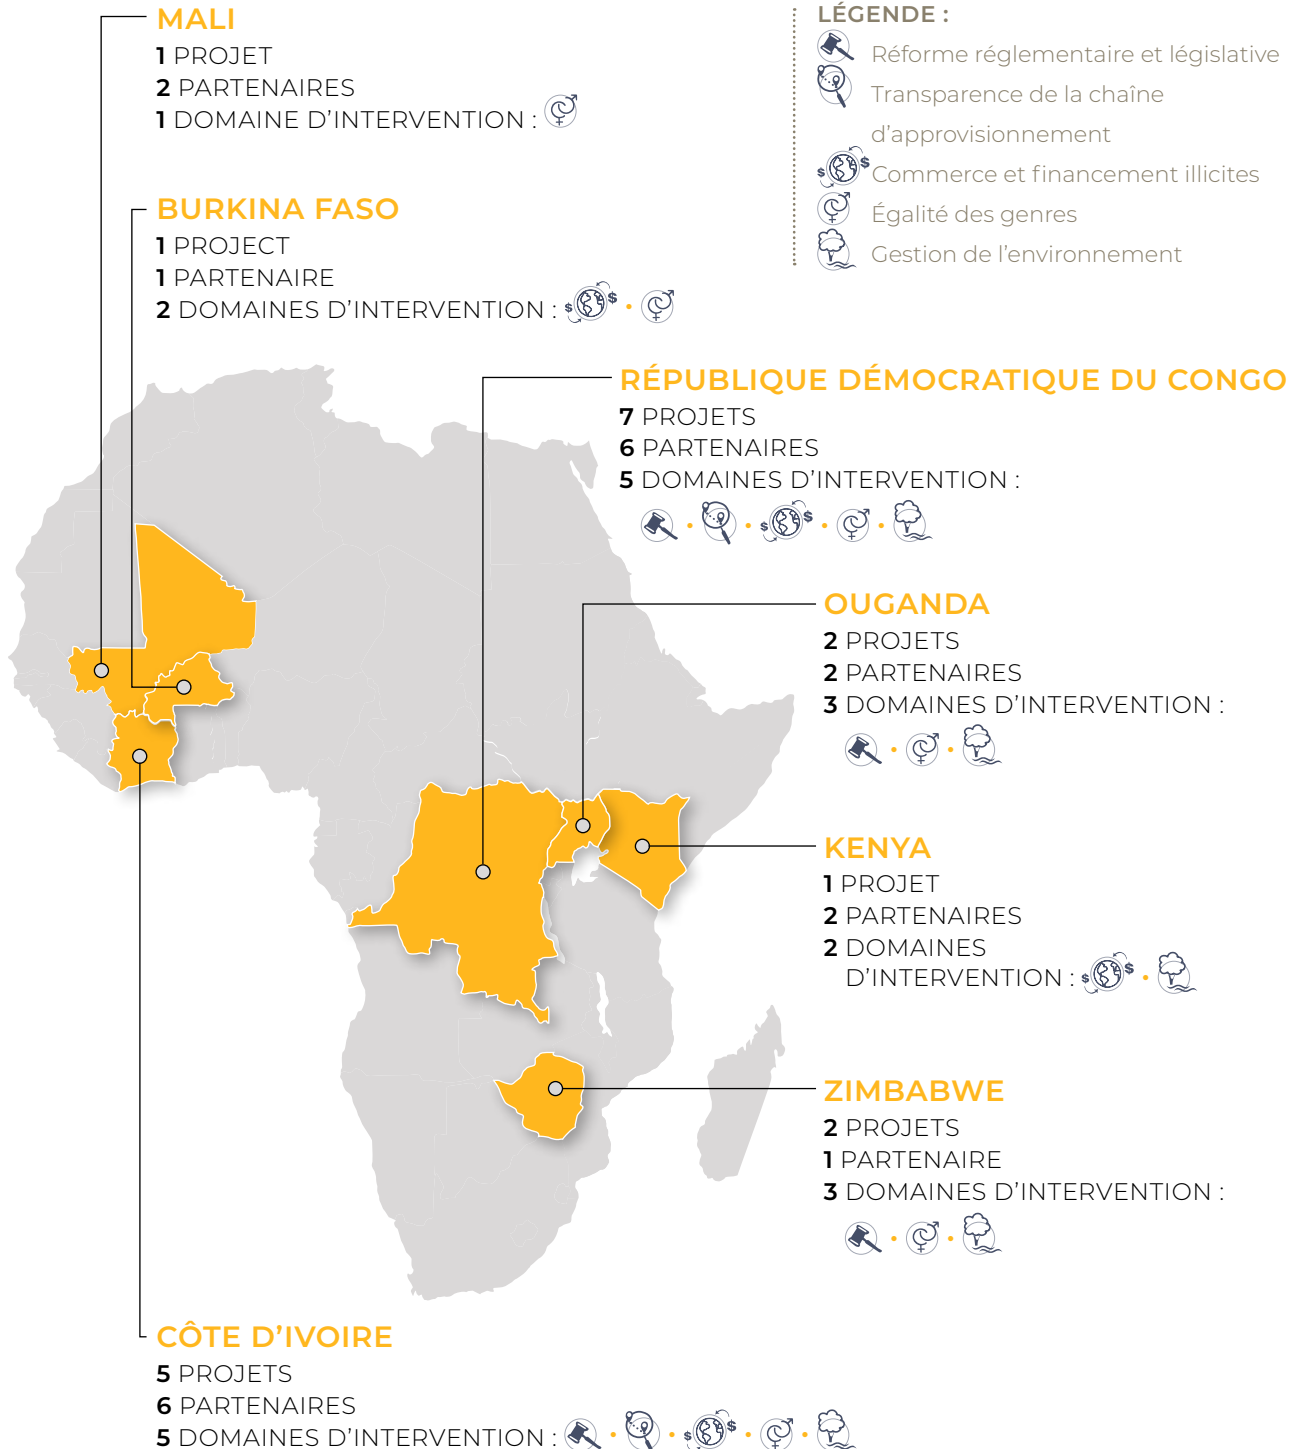 MALI
1 PROJET
2 PARTENAIRES
1 DOMAINE D’INTERVENTION :
LÉGENDE :
Réforme réglementaire et législative
Transparence de la chaîne
d’approvisionnement
Commerce et financement illicites
Égalité des genres
Gestion de l’environnement
BURKINA FASO
1 PROJECT
1 PARTENAIRE
2 DOMAINES D’INTERVENTION :
RÉPUBLIQUE DÉMOCRATIQUE DU CONGO
7 PROJETS
6 PARTENAIRES
5 DOMAINES D’INTERVENTION :
OUGANDA
2 PROJETS
2 PARTENAIRES
3 DOMAINES D’INTERVENTION :
KENYA
1 PROJET
2 PARTENAIRES
2 DOMAINES
D’INTERVENTION :
ZIMBABWE
2 PROJETS
1 PARTENAIRE
3 DOMAINES D’INTERVENTION :
CÔTE D’IVOIRE
5 PROJETS
6 PARTENAIRES
5 DOMAINES D’INTERVENTION :